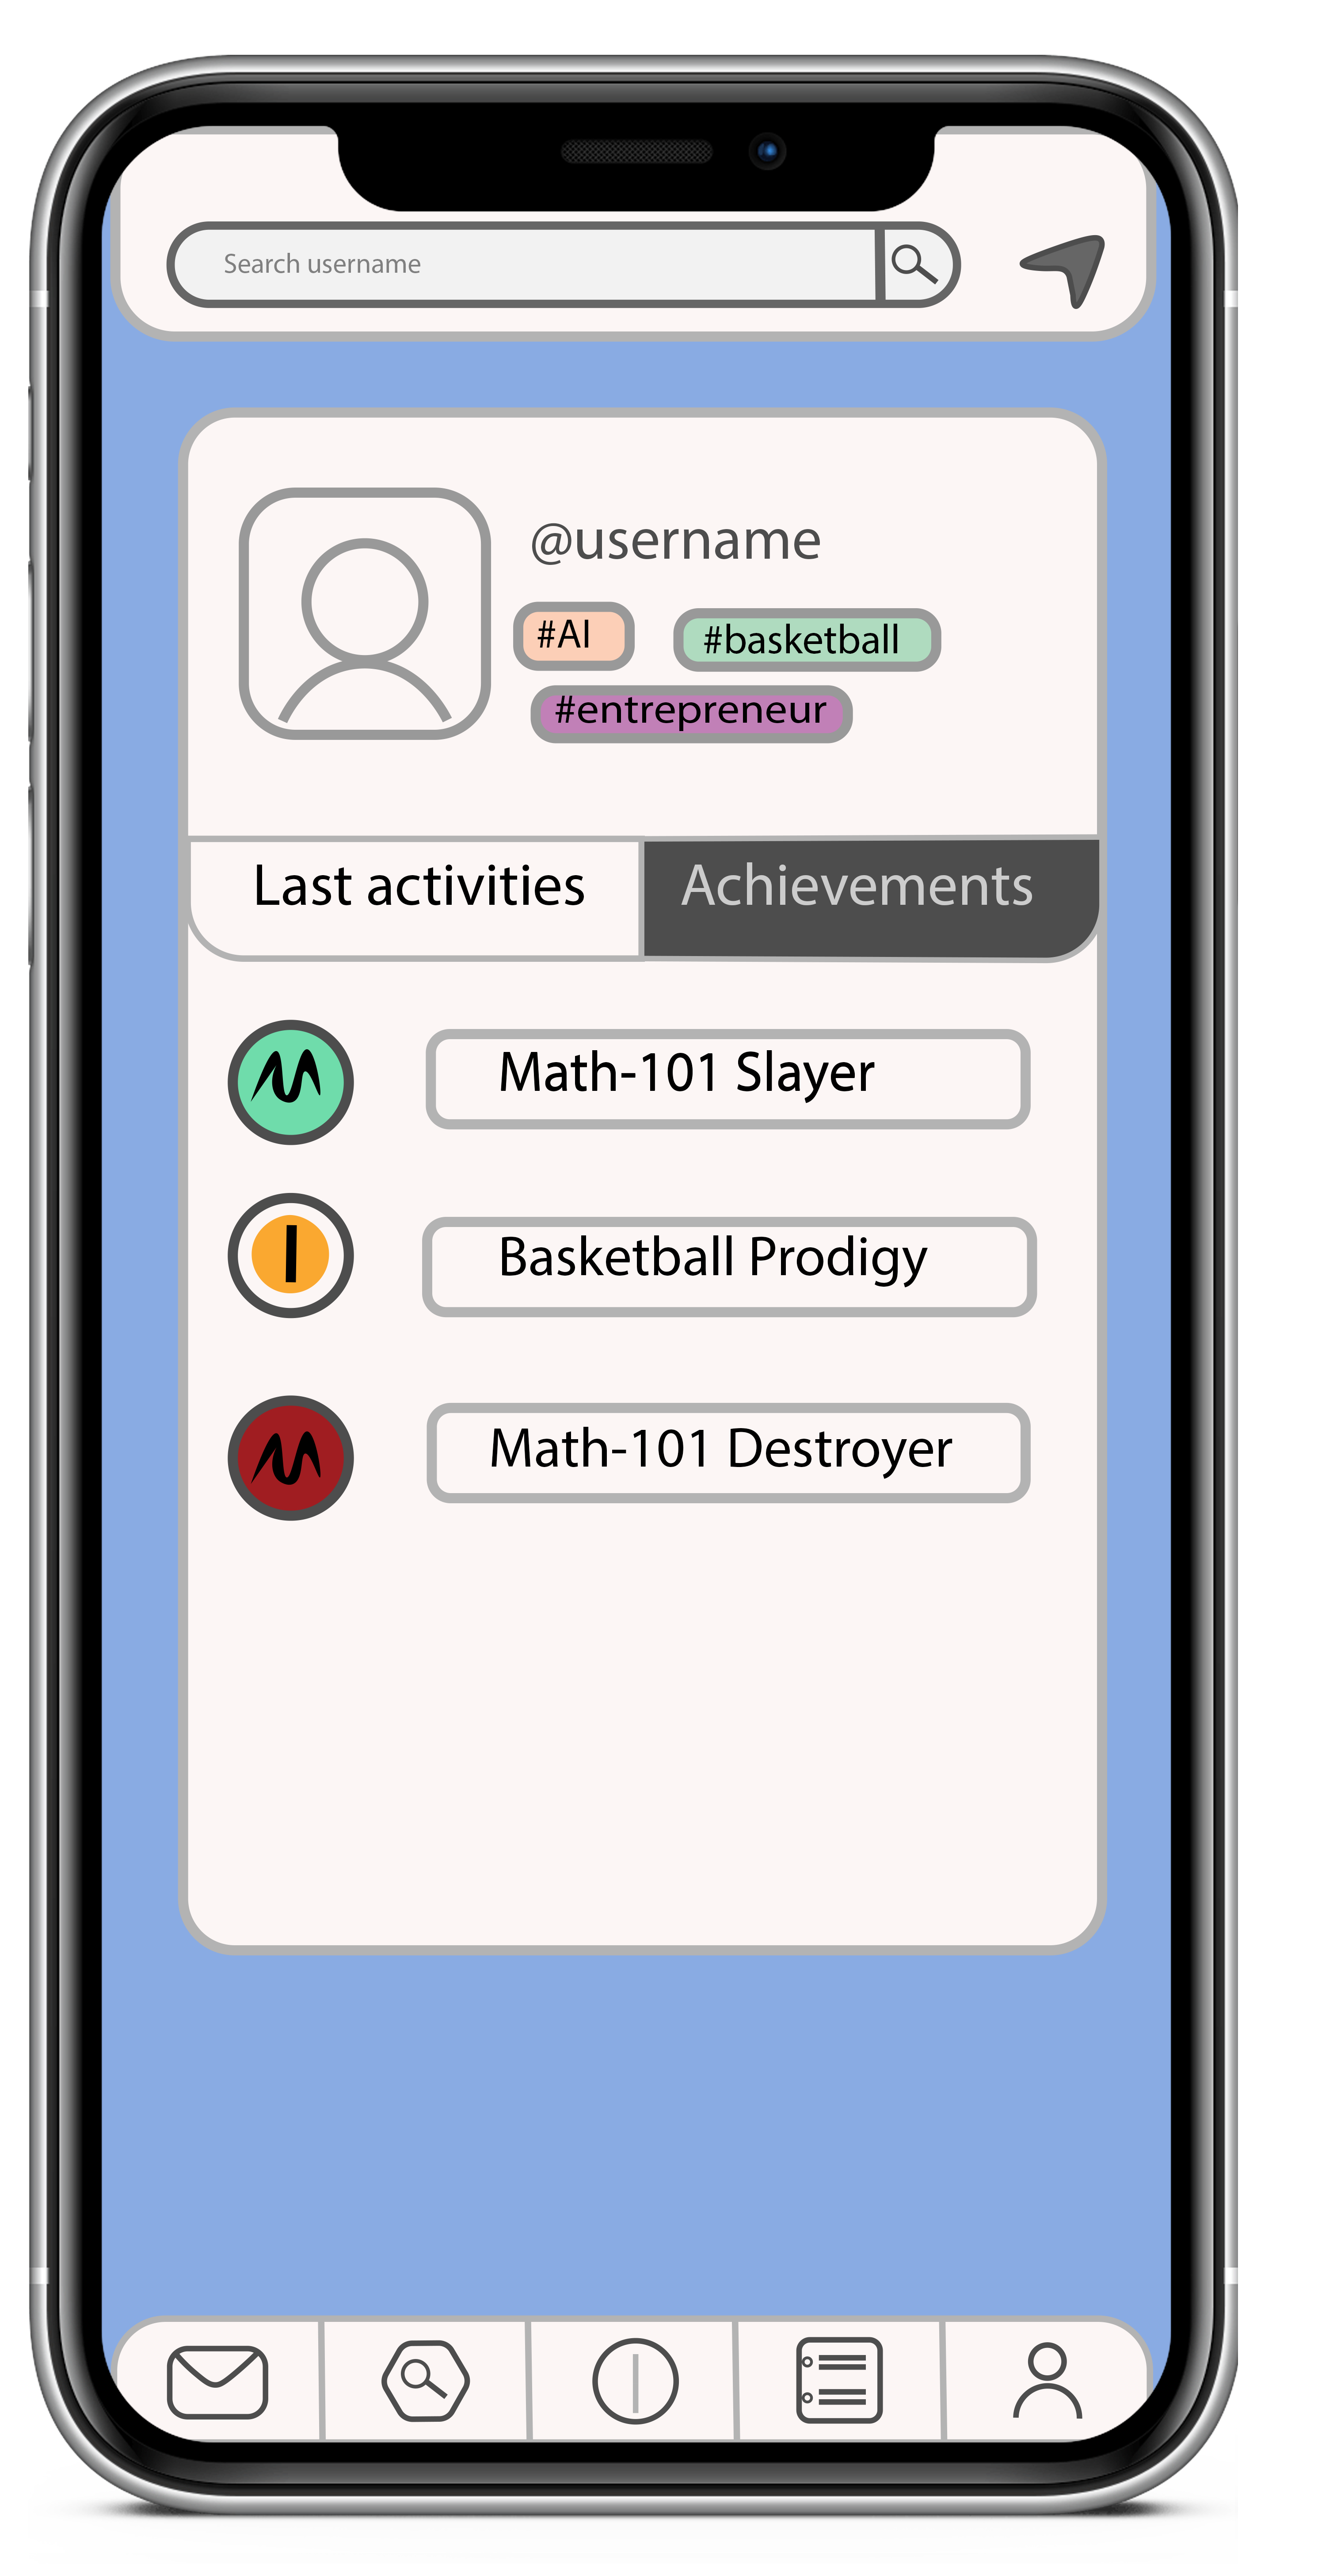 Search username
@username
#AI
#basketball
#entrepreneur
Last activities
Achievements
Math-101 Slayer
Basketball Prodigy
Math-101 Destroyer